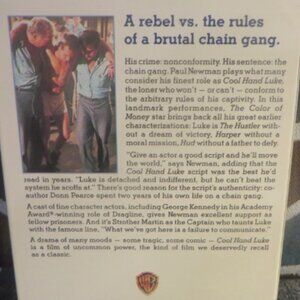 A rebel vs. the rules
of a brutal chain gang.
His crime: nonconformity. His sentence: the
chain gang. Paul Newman plays what many
consider his finest role as Cool Hand Luke,
the loner who won't — or can't — conform to
the arbitrary rules of his captivity. In this
landmark performance, The Color of
Money star brings back all his great earlier
characterizations: Luke is The Hustler with-
out a dream of victory, Harper without a
moral mission, Hud without a father to defy.
"Give an actor a good script and he'll move
the world," says Newman, adding that the
Cool Hand Luke script was the best he'd
read in years. "Luke is detached and indifferent, but he can't beat the
system he scoffs at." There's good reason for the script's authenticity: co-
author Donn Pearce spent two years of his own life on a chain gang.
A cast of fine character actors, including George Kennedy in his Academy
Award®-winning role of Dragline, gives Newman excellent support as
fellow prisoners. And it's Strother Martin as the Captain who taunts Luke
with the famous line, "What we've got here is a failure to communicate."
A drama of many moods — some tragic, some comic — Cool Hand Luke
is a film of uncommon power, the kind of film we deservedly recall
as a classic.